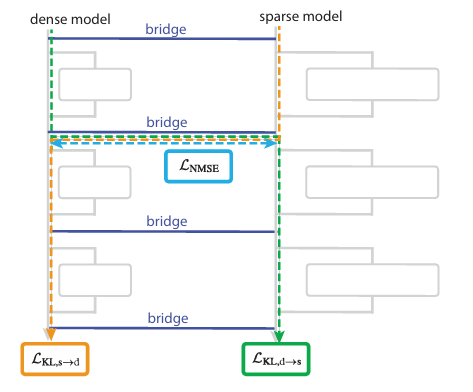 dense model
sparse model
bridge
bridge
ℒNMSE
bridge
bridge
ℒKL,s→d
ℒKL,d→s